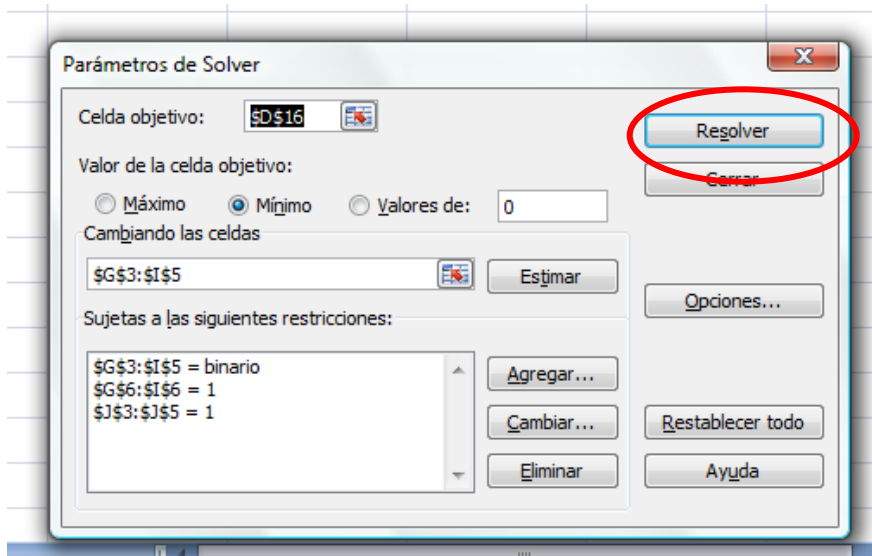 Parámetros de Solver
Celda objetivo: $D$16
Resolver
Valor de la celda objetivo:
Cerrar
Máximo Mínimo Valores de: 0
Cambiando las celdas
$G$3:$I$5 Estimar
Opciones...
Sujetas a las siguientes restricciones:
$G$3:$I$5 = binario
$G$6:$I$6 = 1
$J$3:$J$5 = 1
Agregar...
Cambiar...
Restablecer todo
Eliminar
Ayuda